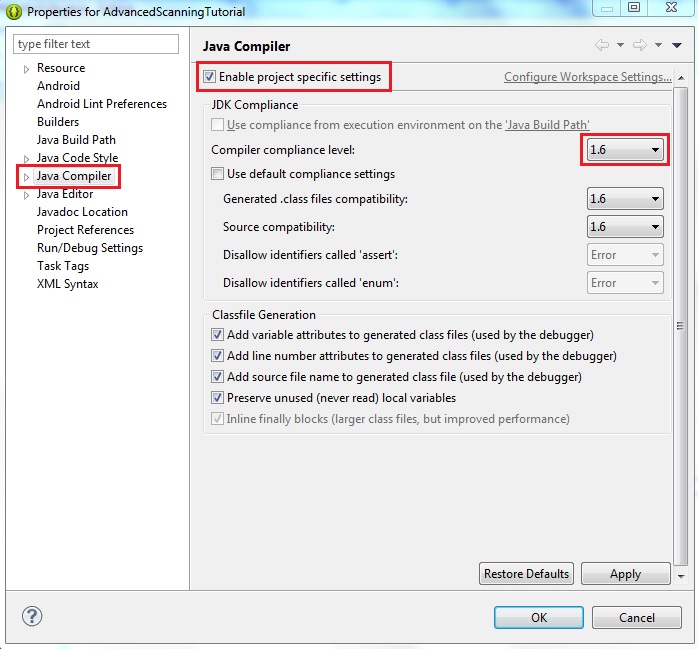 Properties for AdvancedScanningTutorial
type filter text
Resource
Android
Android Lint Preferences
Builders
Java Build Path
Java Code Style
Java Compiler
Java Editor
Javadoc Location
Project References
Run/Debug Settings
Task Tags
XML Syntax
Java Compiler
Enable project specific settings
Configure Workspace Settings...
JDK Compliance
Use compliance from execution environment on the 'Java Build Path'
Compiler compliance level: 1.6
Use default compliance settings
Generated .class files compatibility: 1.6
Source compatibility: 1.6
Disallow identifiers called 'assert': Error
Disallow identifiers called 'enum': Error
Classfile Generation
Add variable attributes to generated class files (used by the debugger)
Add line number attributes to generated class files (used by the debugger)
Add source file name to generated class file (used by the debugger)
Preserve unused (never read) local variables
Inline finally blocks (larger class files, but improved performance)
Restore Defaults Apply
? OK Cancel